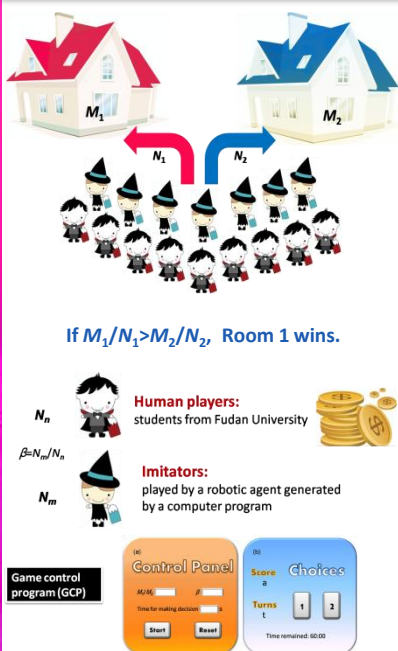 M1
M2
N1
N2
If M1/N1>M2/N2, Room 1 wins.
Human players:
Nn
students from Fudan University
β=Nm/Nn
Imitators:
Nm
played by a robotic agent generated
by a computer program
Game control
program (GCP)
(a)
Control Panel
β
Time for making decision
s
Start
Reset
(b)
Score
a
Choices
Turns
t
1
2
Time remained: 60:00